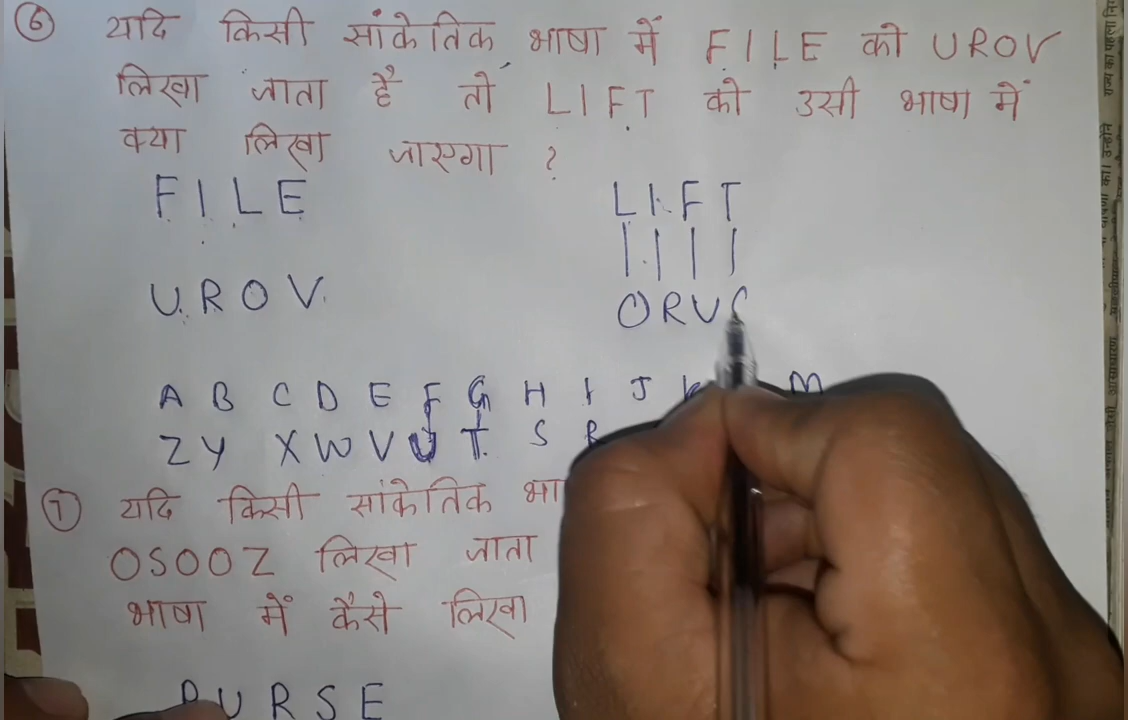 ⑥ यदि किसी सांकेतिक भाषा में FILE को UROV
लिखा जाता है तो LIFT को उसी भाषा में
क्या लिखा जाएगा ?
FILE LIFT
UROV. ORUG
A B C D E F G H I J K M
Z Y X W V U T. S R
⑦ यदि किसी सांकेतिक भा
OSOOZ लिखा जाता
भाषा में कैसे लिखा
PURSE